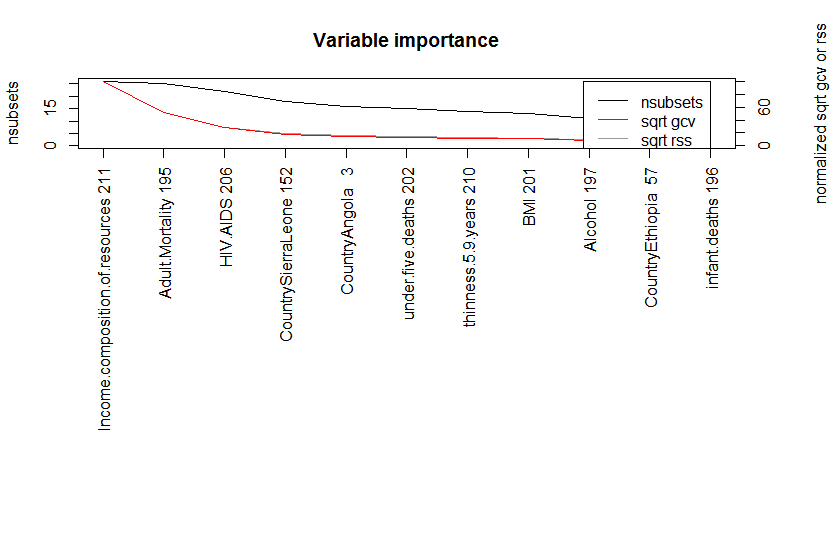 Variable importance
nsubsets
0
15
0
60
normalized sqrt gcv or rss
nsubsets
sqrt gcv
sqrt rss
Income.composition.of.resources 211
Adult.Mortality 195
HIV.AIDS 206
CountrySierraLeone 152
CountryAngola 3
under.five.deaths 202
thinness.5.9.years 210
BMI 201
Alcohol 197
CountryEthiopia 57
infant.deaths 196